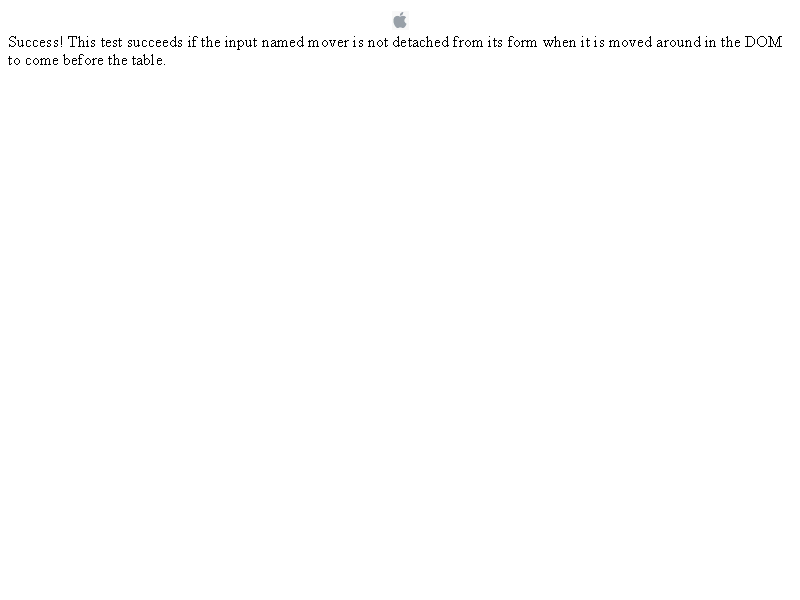 Success! This test succeeds if the input named mover is not detached from its form when it is moved around in the DOM
to come before the table.